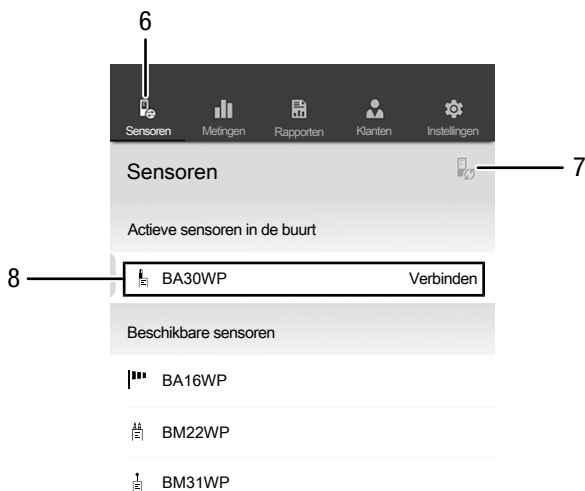 6
Sensoren Metingen Rapporten Klanten Instellingen
Sensoren
7
Actieve sensoren in de buurt
8
BA30WP Verbinden
Beschikbare sensoren
BA16WP
BM22WP
BM31WP